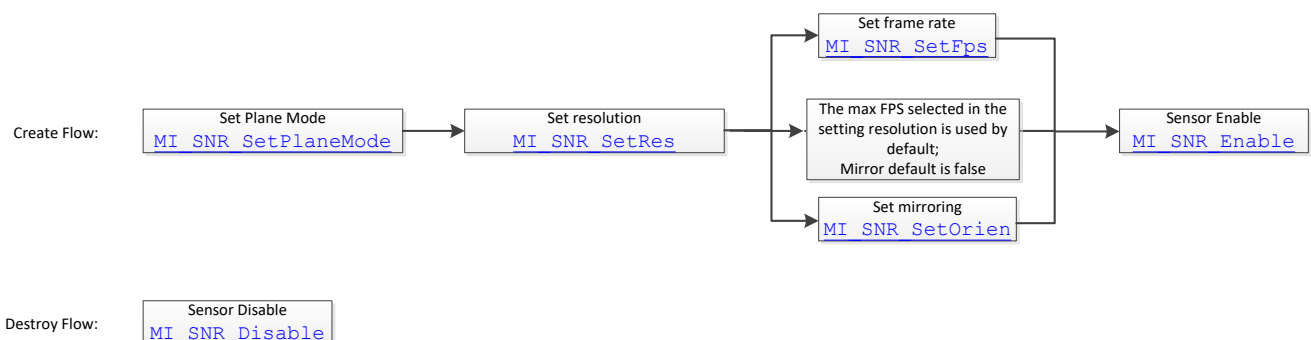 Set frame rate
MI_SNR_SetFps
Create Flow:
Set Plane Mode
MI_SNR_SetPlaneMode
Set resolution
MI_SNR_SetRes
The max FPS selected in the
setting resolution is used by
default;
Mirror default is false
Sensor Enable
MI_SNR_Enable
Set mirroring
MI_SNR_SetOrien
Destroy Flow:
Sensor Disable
MI_SNR_Disable